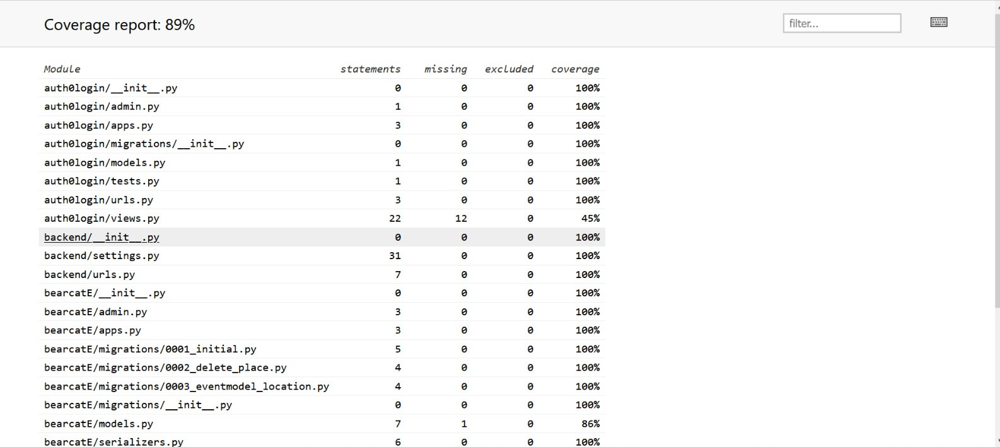 Coverage report: 89%
filter...
Module statements missing excluded coverage
auth0login/__init__.py 0 0 0 100%
auth0login/admin.py 1 0 0 100%
auth0login/apps.py 3 0 0 100%
auth0login/migrations/__init__.py 0 0 0 100%
auth0login/models.py 1 0 0 100%
auth0login/tests.py 1 0 0 100%
auth0login/urls.py 3 0 0 100%
auth0login/views.py 22 12 0 45%
backend/__init__.py 0 0 0 100%
backend/settings.py 31 0 0 100%
backend/urls.py 7 0 0 100%
bearcatE/__init__.py 0 0 0 100%
bearcatE/admin.py 3 0 0 100%
bearcatE/apps.py 3 0 0 100%
bearcatE/migrations/0001_initial.py 5 0 0 100%
bearcatE/migrations/0002_delete_place.py 4 0 0 100%
bearcatE/migrations/0003_eventmodel_location.py 4 0 0 100%
bearcatE/migrations/__init__.py 0 0 0 100%
bearcatE/models.py 7 1 0 86%
bearcatE/serializers.py 6 0 0 100%